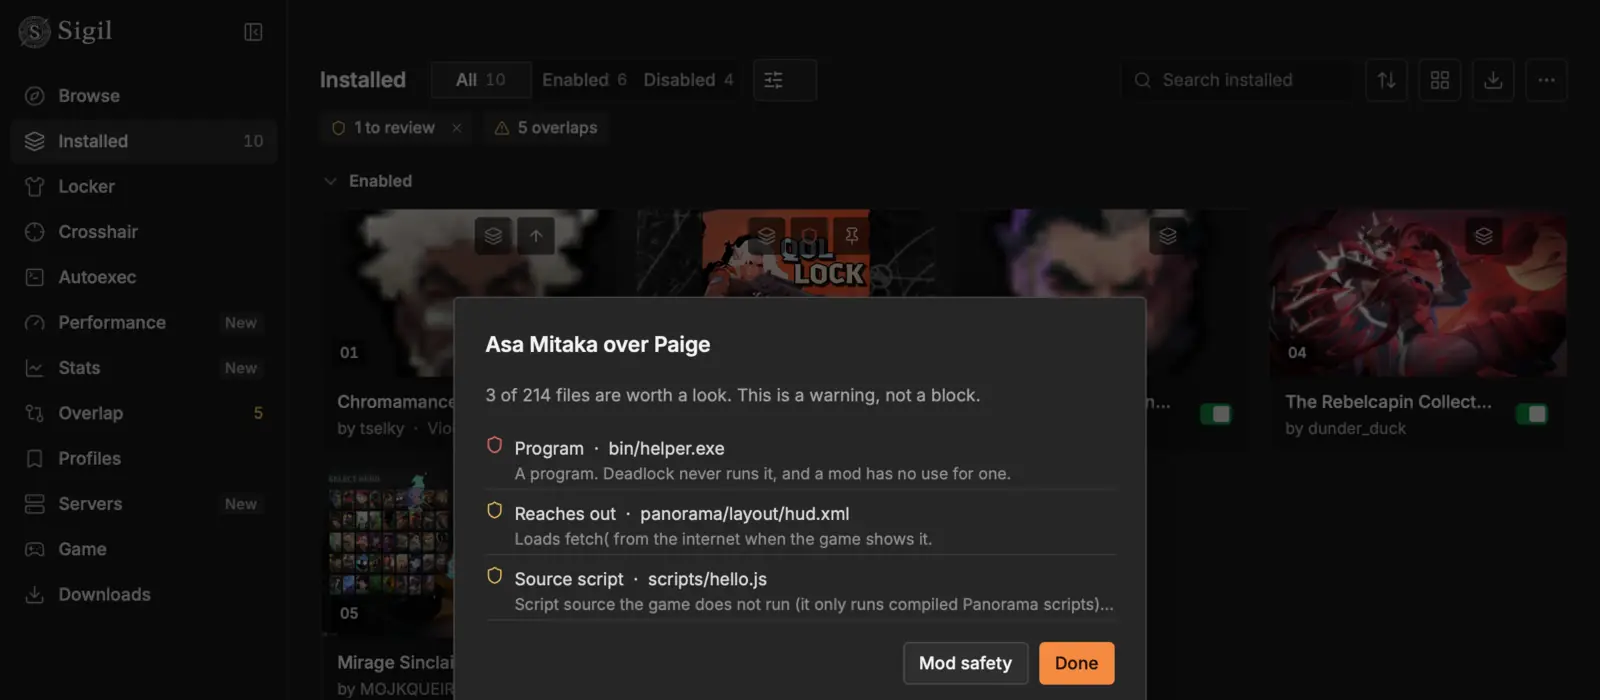 Sigil
Browse
Installed 10
Locker
Crosshair
Autoexec
Performance New
Stats New
Overlap 5
Profiles
Servers New
Game
Downloads
Installed All 10 Enabled 6 Disabled 4 Search installed
1 to review × 5 overlaps
Enabled
QOL
LOCK
01
04
Chromamance
by tselky · Vio
n...
The Rebelcapin Collect...
by dunder_duck
SELECT HERO
05
Mirage Sinclai
by MOJKQUEIR
Asa Mitaka over Paige
3 of 214 files are worth a look. This is a warning, not a block.
Program · bin/helper.exe
A program. Deadlock never runs it, and a mod has no use for one.
Reaches out · panorama/layout/hud.xml
Loads fetch( from the internet when the game shows it.
Source script · scripts/hello.js
Script source the game does not run (it only runs compiled Panorama scripts)...
Mod safety Done